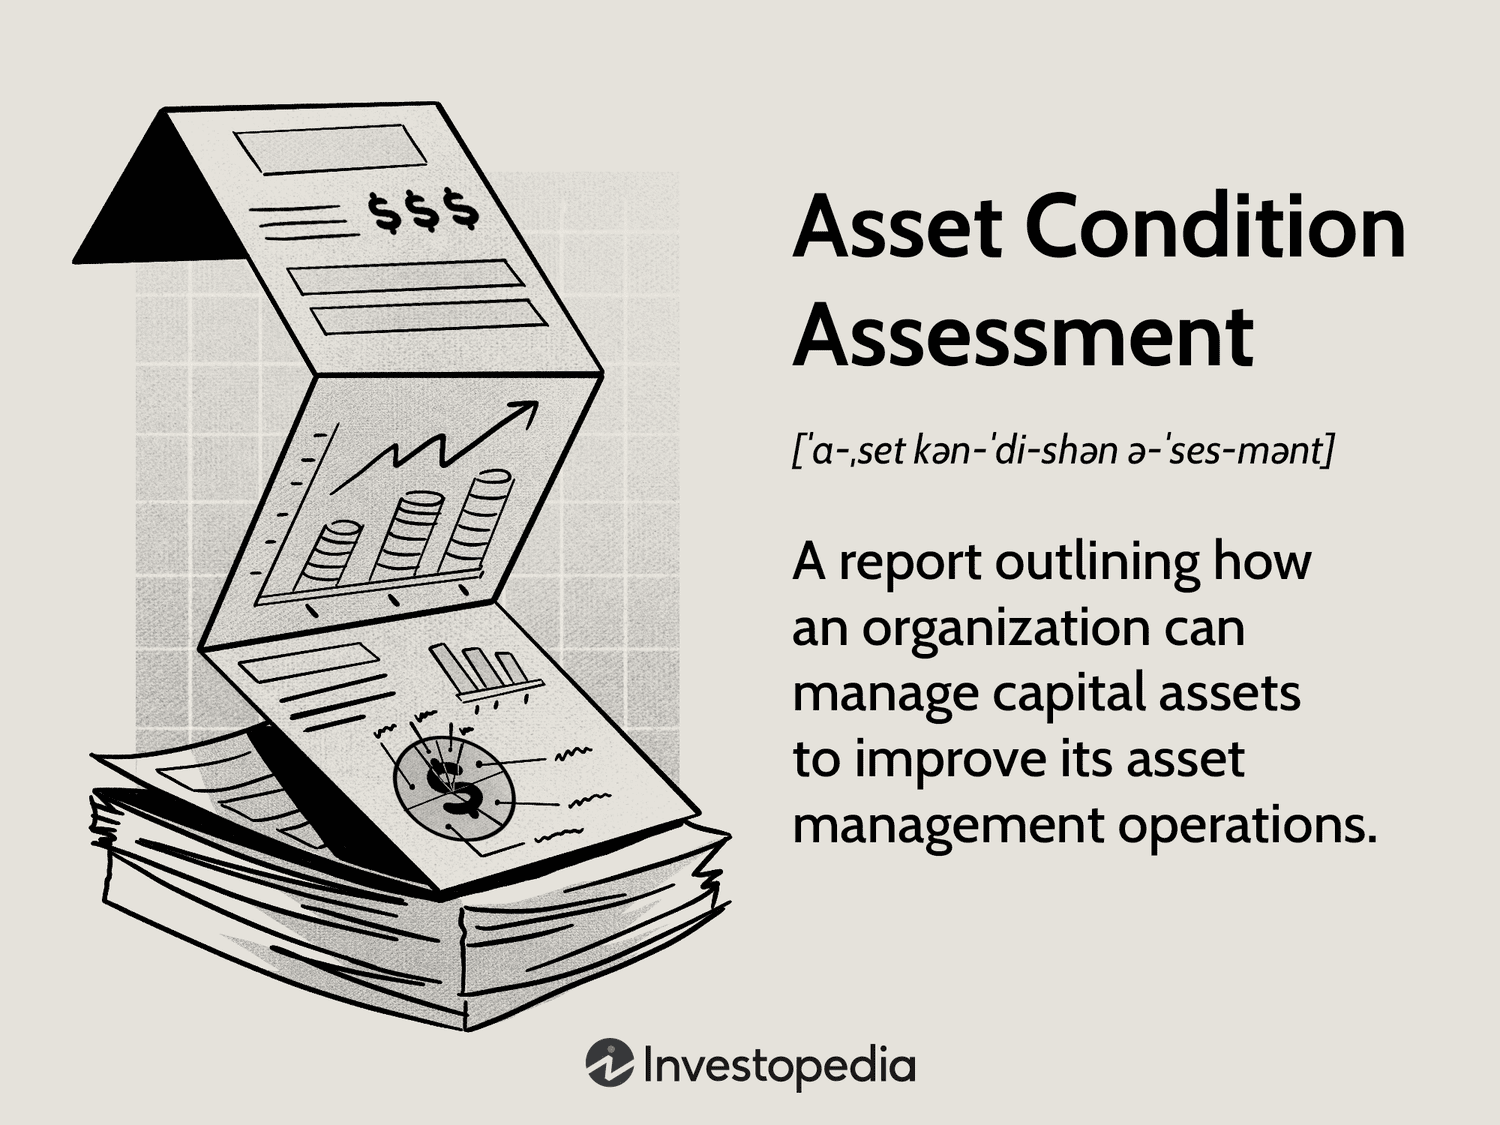 $$$
Asset Condition
Assessment
[ˈɑ-ˌset kən-ˈdi-shən ə-ˈses-mənt]
A report outlining how
an organization can
manage capital assets
to improve its asset
management operations.
$
Investopedia